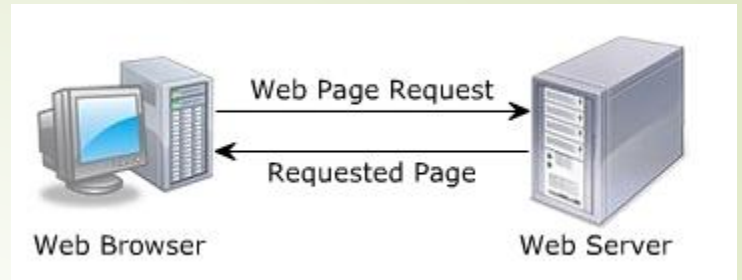 Web Page Request
Requested Page
Web Browser
Web Server